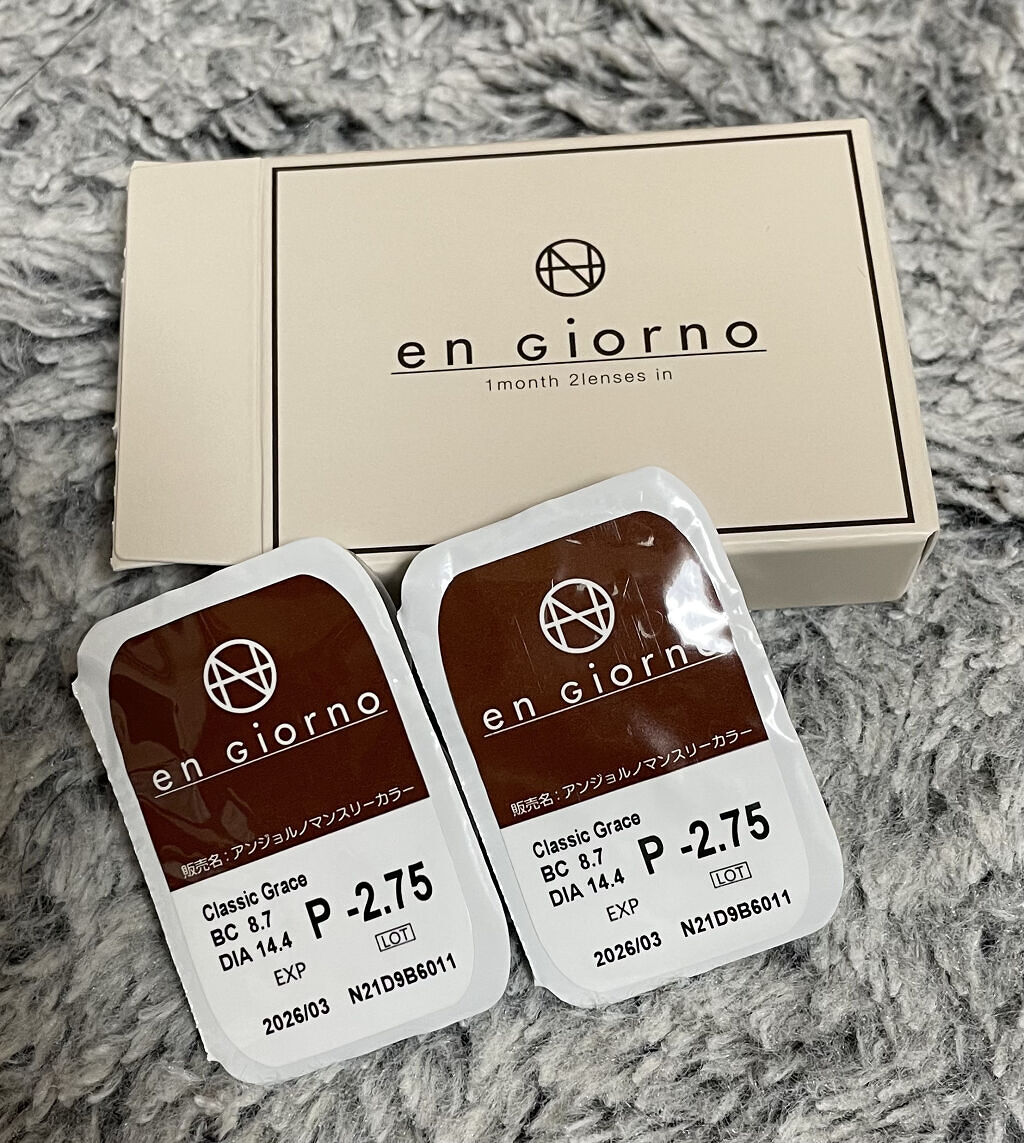 en Giorno
1month 2lenses in
en Giorno
販売名：アンジョルノマンスリーカラー
Classic Grace
BC 8.7
DIA 14.4
P -2.75
EXP
LOT
2026/03 N21D9B6011
en Giorno
販売名：アンジョルノマンスリーカラー
Classic Grace
BC 8.7
DIA 14.4
P -2.75
EXP
LOT
2026/03 N21D9B6011